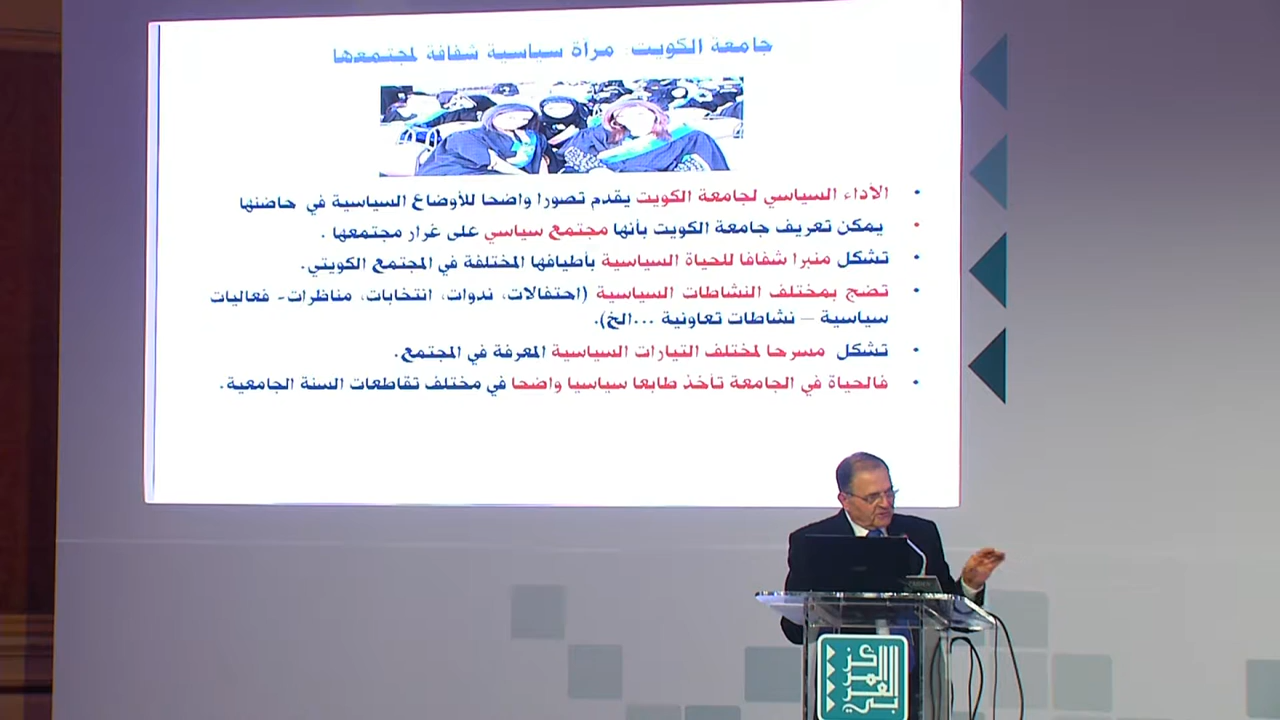 جامعة الكويت: مرآة سياسية شفافة لمجتمعها
• الأداء السياسي لجامعة الكويت يقدم تصورا واضحا للأوضاع السياسية في حاضنها
• يمكن تعريف جامعة الكويت بأنها مجتمع سياسي على غرار مجتمعها .
• تشكل منبرا شفافا للحياة السياسية بأطيافها المختلفة في المجتمع الكويتي.
• تضج بمختلف النشاطات السياسية (احتفالات، ندوات، انتخابات، مناظرات- فعاليات
سياسية – نشاطات تعاونية ...الخ).
• تشكل مسرحا لمختلف التيارات السياسية المعرفة في المجتمع.
• فالحياة في الجامعة تأخذ طابعا سياسيا واضحا في مختلف تقاطعات السنة الجامعية.